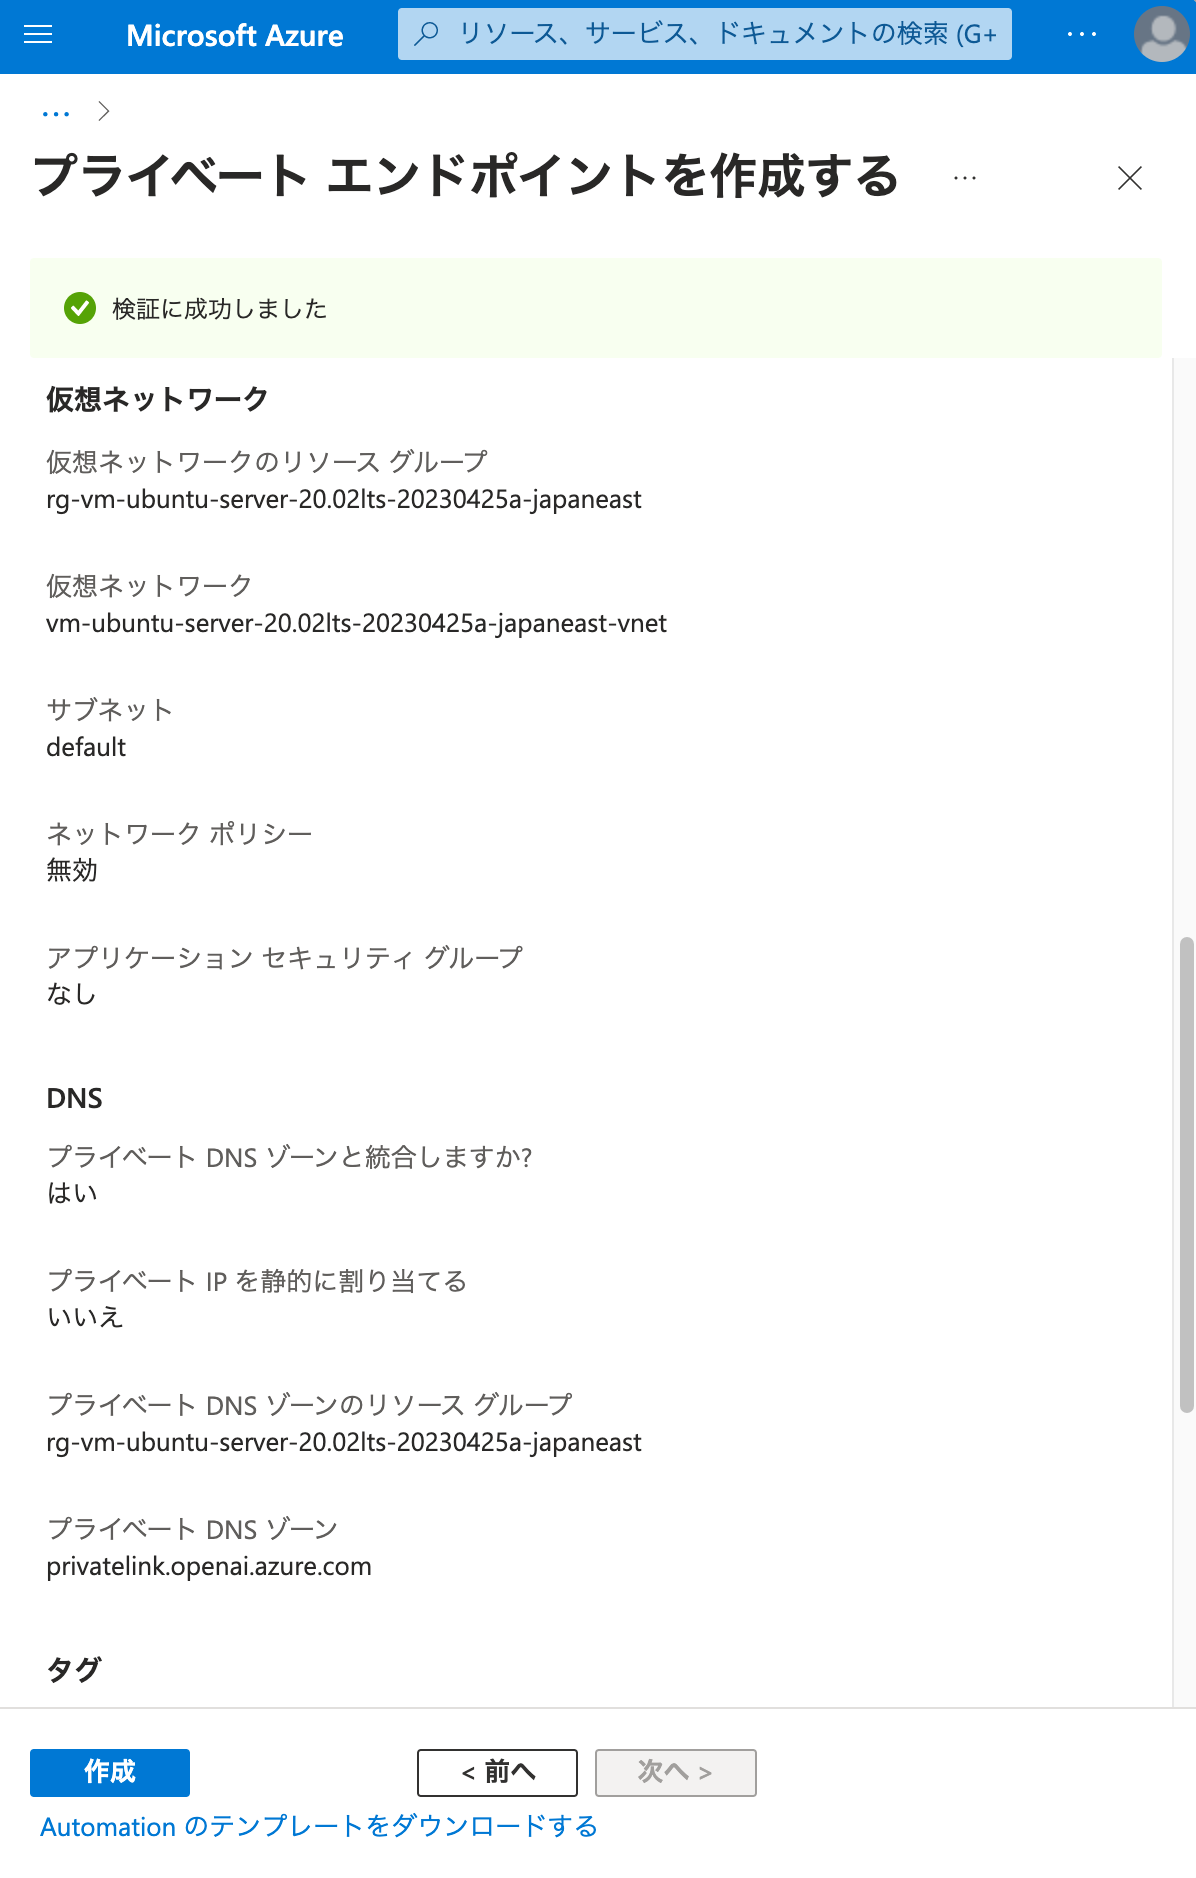 Microsoft Azure
リソース、サービス、ドキュメントの検索 (G+
... >
プライベート エンドポイントを作成する ...
検証に成功しました
仮想ネットワーク
仮想ネットワークのリソース グループ
rg-vm-ubuntu-server-20.02lts-20230425a-japaneast
仮想ネットワーク
vm-ubuntu-server-20.02lts-20230425a-japaneast-vnet
サブネット
default
ネットワーク ポリシー
無効
アプリケーション セキュリティ グループ
なし
DNS
プライベート DNS ゾーンと統合しますか?
はい
プライベート IP を静的に割り当てる
いいえ
プライベート DNS ゾーンのリソース グループ
rg-vm-ubuntu-server-20.02lts-20230425a-japaneast
プライベート DNS ゾーン
privatelink.openai.azure.com
タグ
作成
< 前へ
次へ >
Automation のテンプレートをダウンロードする